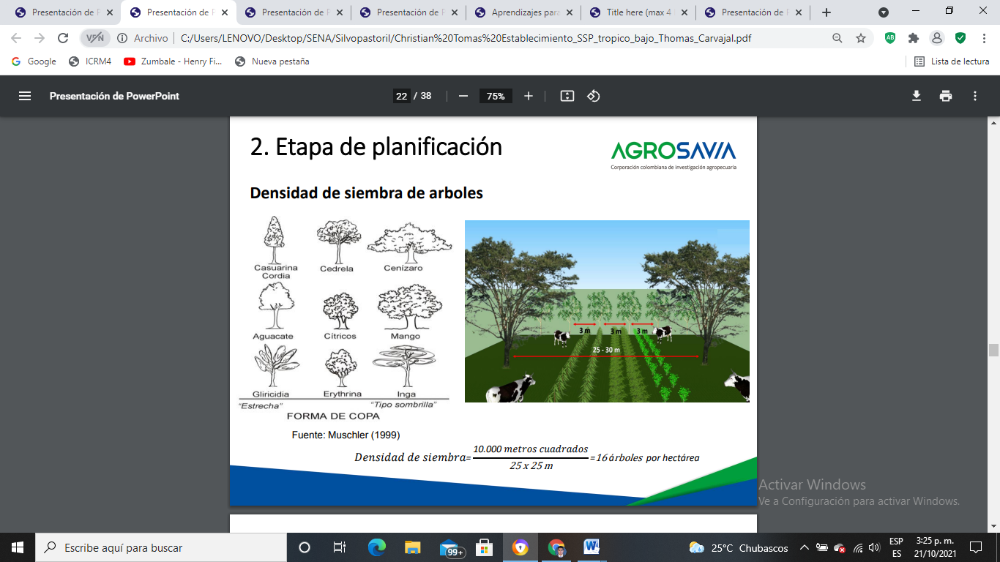 Presentación de P
Presentación de P
Presentación de P
Presentación de P
Aprendizajes para
Title here (max 4
Presentación de P
VPN
Archivo
C:/Users/LENOVO/Desktop/SENA/Silvopastoril/Christian%20Tomas%20Establecimiento_SSP_tropico_bajo_Thomas_Carvajal.pdf
Google
ICRM4
Zumbale - Henry Fi...
Nueva pestaña
Lista de lectura
Presentación de PowerPoint
22 / 38
75%
2. Etapa de planificación
AGROSAVIA
Corporación colombiana de investigación agropecuaria
Densidad de siembra de arboles
Casuarina
Cordia
Cedrela
Cenízaro
Aguacate
Cítricos
Mango
Gliricidia
Erythrina
Inga
"Estrecha"
"Tipo sombrilla"
FORMA DE COPA
Fuente: Muschler (1999)
3 m
3 m
3 m
25 - 30 m
Densidad de siembra= 10.000 metros cuadrados / 25 x 25 m =16 árboles por hectárea
Activar Windows
Ve a Configuración para activar Windows.
Escribe aquí para buscar
99+
25°C Chubascos
ESP
ES
3:25 p. m.
21/10/2021